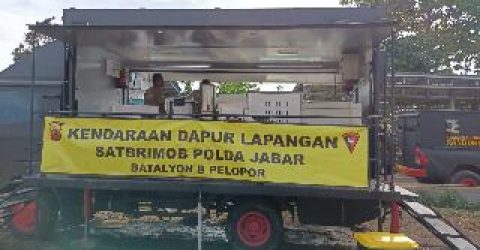 KENDARAAN DAPUR LAPANGAN
SATBRIMOB POLDA JABAR
BATALYON B PELOPOR